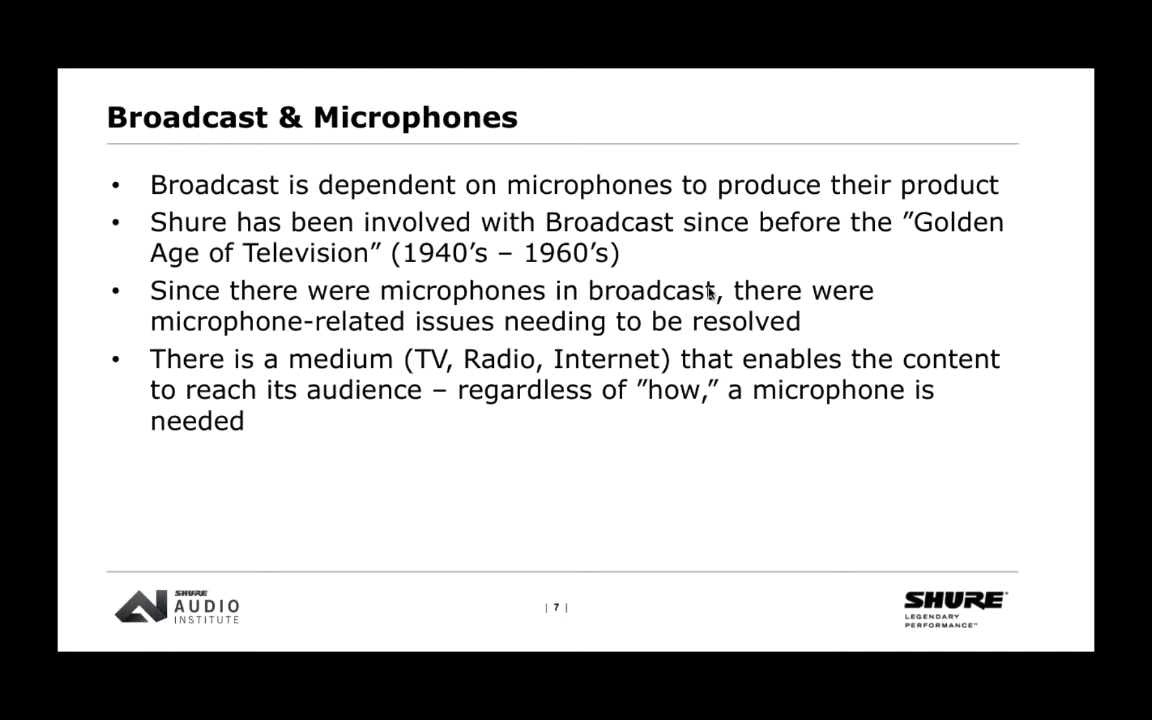 Broadcast & Microphones
• Broadcast is dependent on microphones to produce their product
• Shure has been involved with Broadcast since before the ”Golden
Age of Television” (1940’s – 1960’s)
• Since there were microphones in broadcast, there were
microphone-related issues needing to be resolved
• There is a medium (TV, Radio, Internet) that enables the content
to reach its audience – regardless of ”how,” a microphone is
needed
SHURE
AUDIO
INSTITUTE
| 7 |
SHURE®
LEGENDARY
PERFORMANCE™